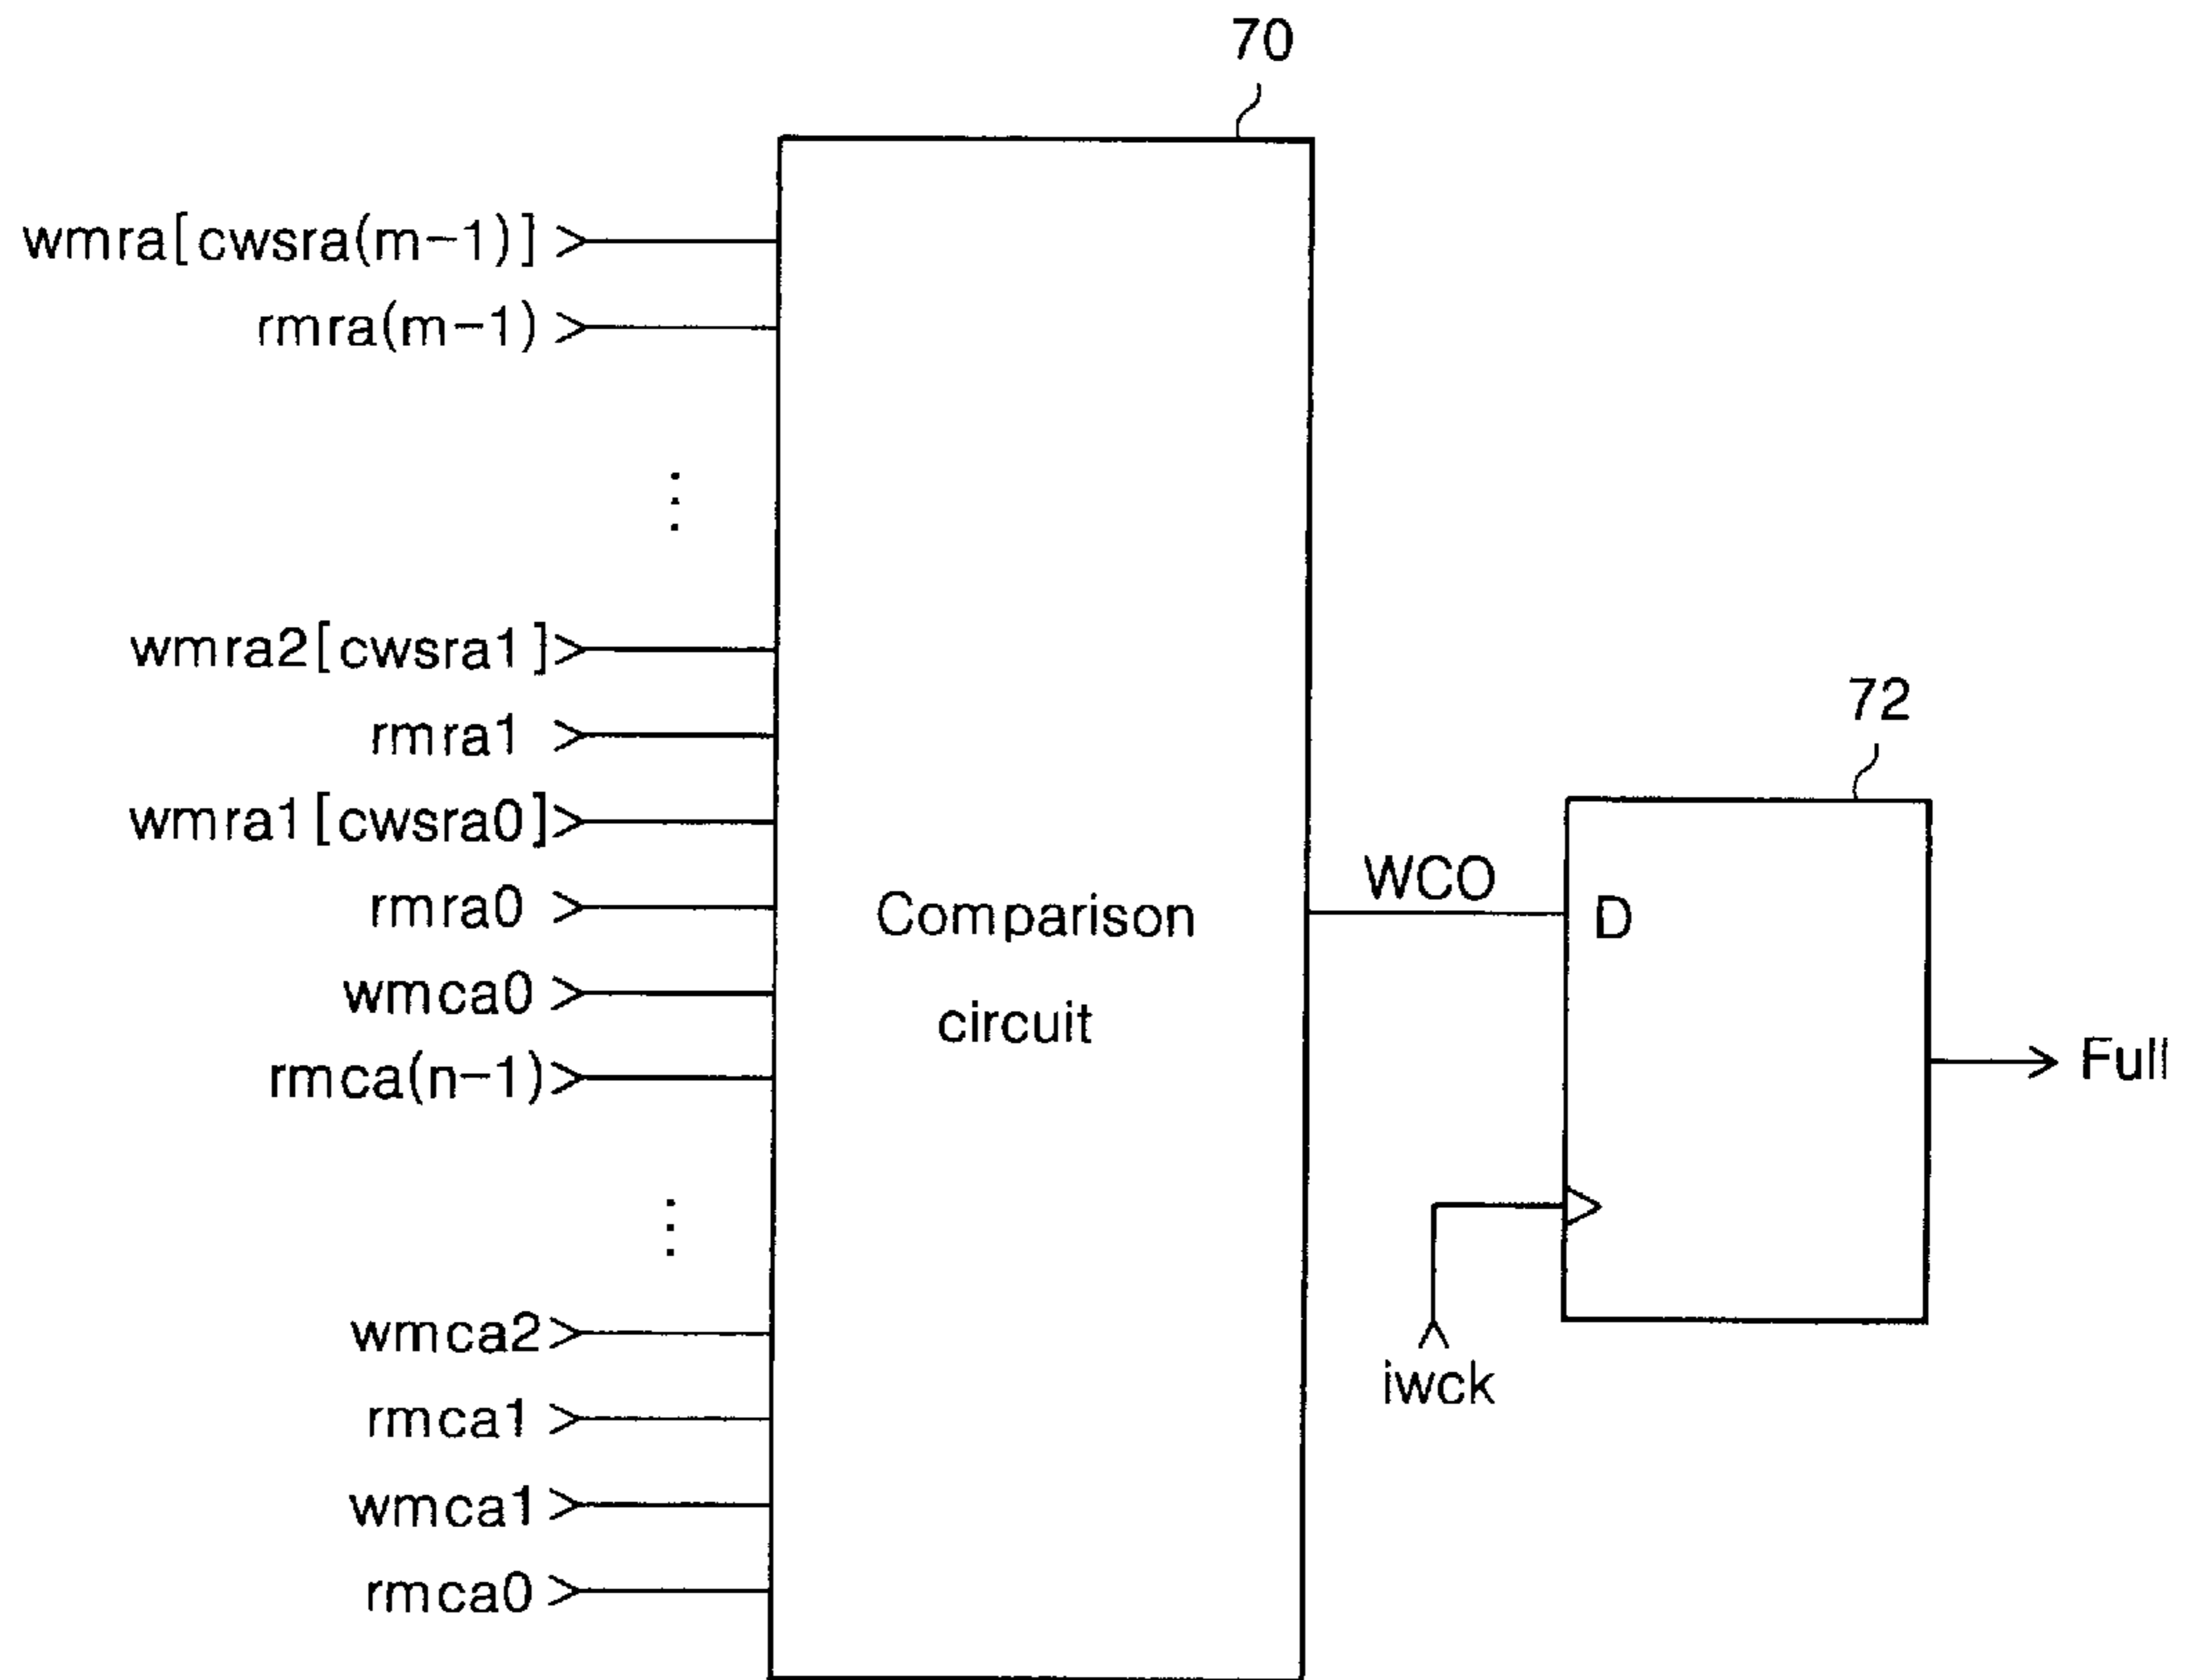 70
wmra[cwsra(m-1)]
rmra(m-1)
⋮
wmra2[cwsra1]
rmra1
wmra1[cwsra0]
rmra0
wmca0
rmca(n-1)
⋮
wmca2
rmca1
wmca1
rmca0
Comparison
circuit
WCO
72
D
iwck
Full